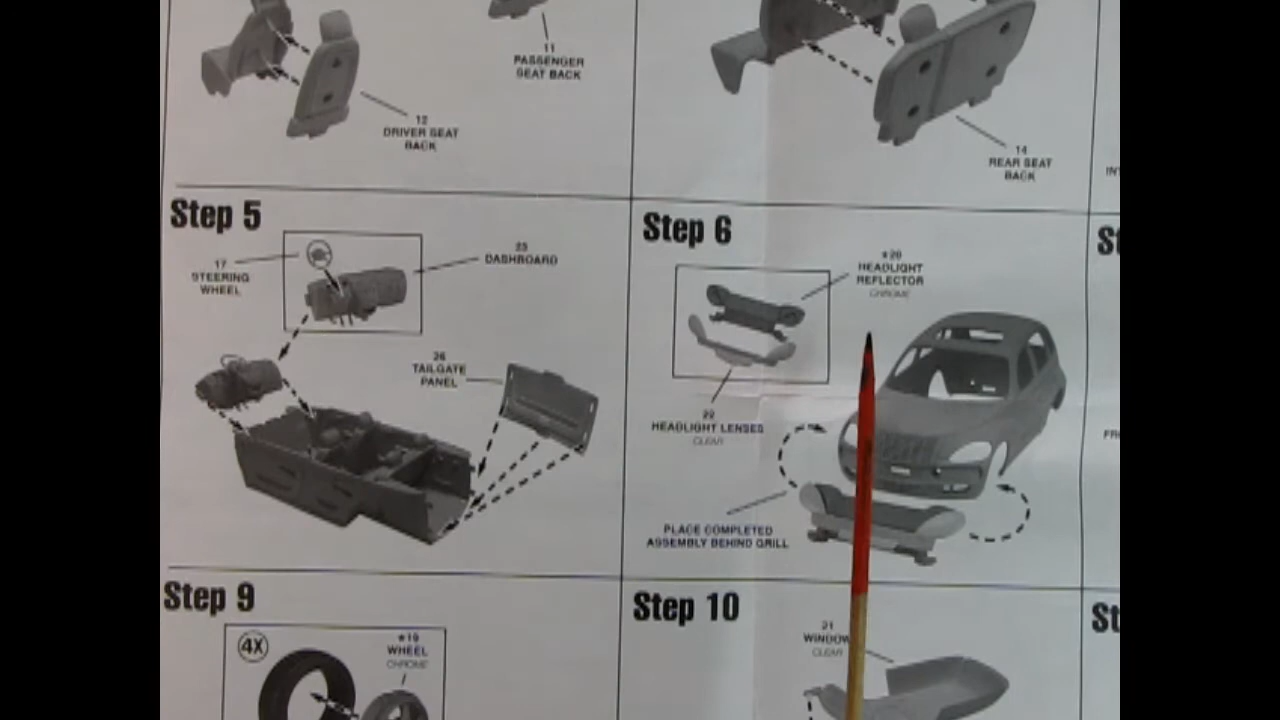 11
PASSENGER
SEAT BACK
12
DRIVER SEAT
BACK
14
REAR SEAT
BACK
Step 5
17
STEERING
WHEEL
DASHBOARD
26
TAILGATE
PANEL
Step 6
★20
HEADLIGHT
REFLECTOR
CHROME
22
HEADLIGHT LENSES
CLEAR
PLACE COMPLETED
ASSEMBLY BEHIND GRILL
Step 9
4X
★19
WHEEL
CHROME
Step 10
21
CLEAR